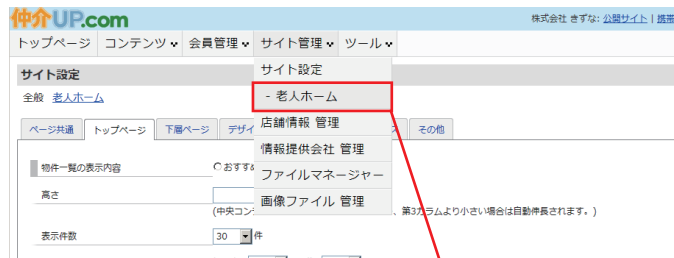 仲介UP.com
株式会社 きずな: 公開サイト | 携帯
トップページ コンテンツ 会員管理 サイト管理 ツール
サイト設定
サイト設定
全般 老人ホーム
- 老人ホーム
ページ共通 トップページ 下層ページ その他
店舗情報 管理
情報提供会社 管理
物件一覧の表示内容
ファイルマネージャー
高さ
画像ファイル 管理
(中央コン 、第3カラムより小さい場合は自動伸長されます。)
表示件数 30 件